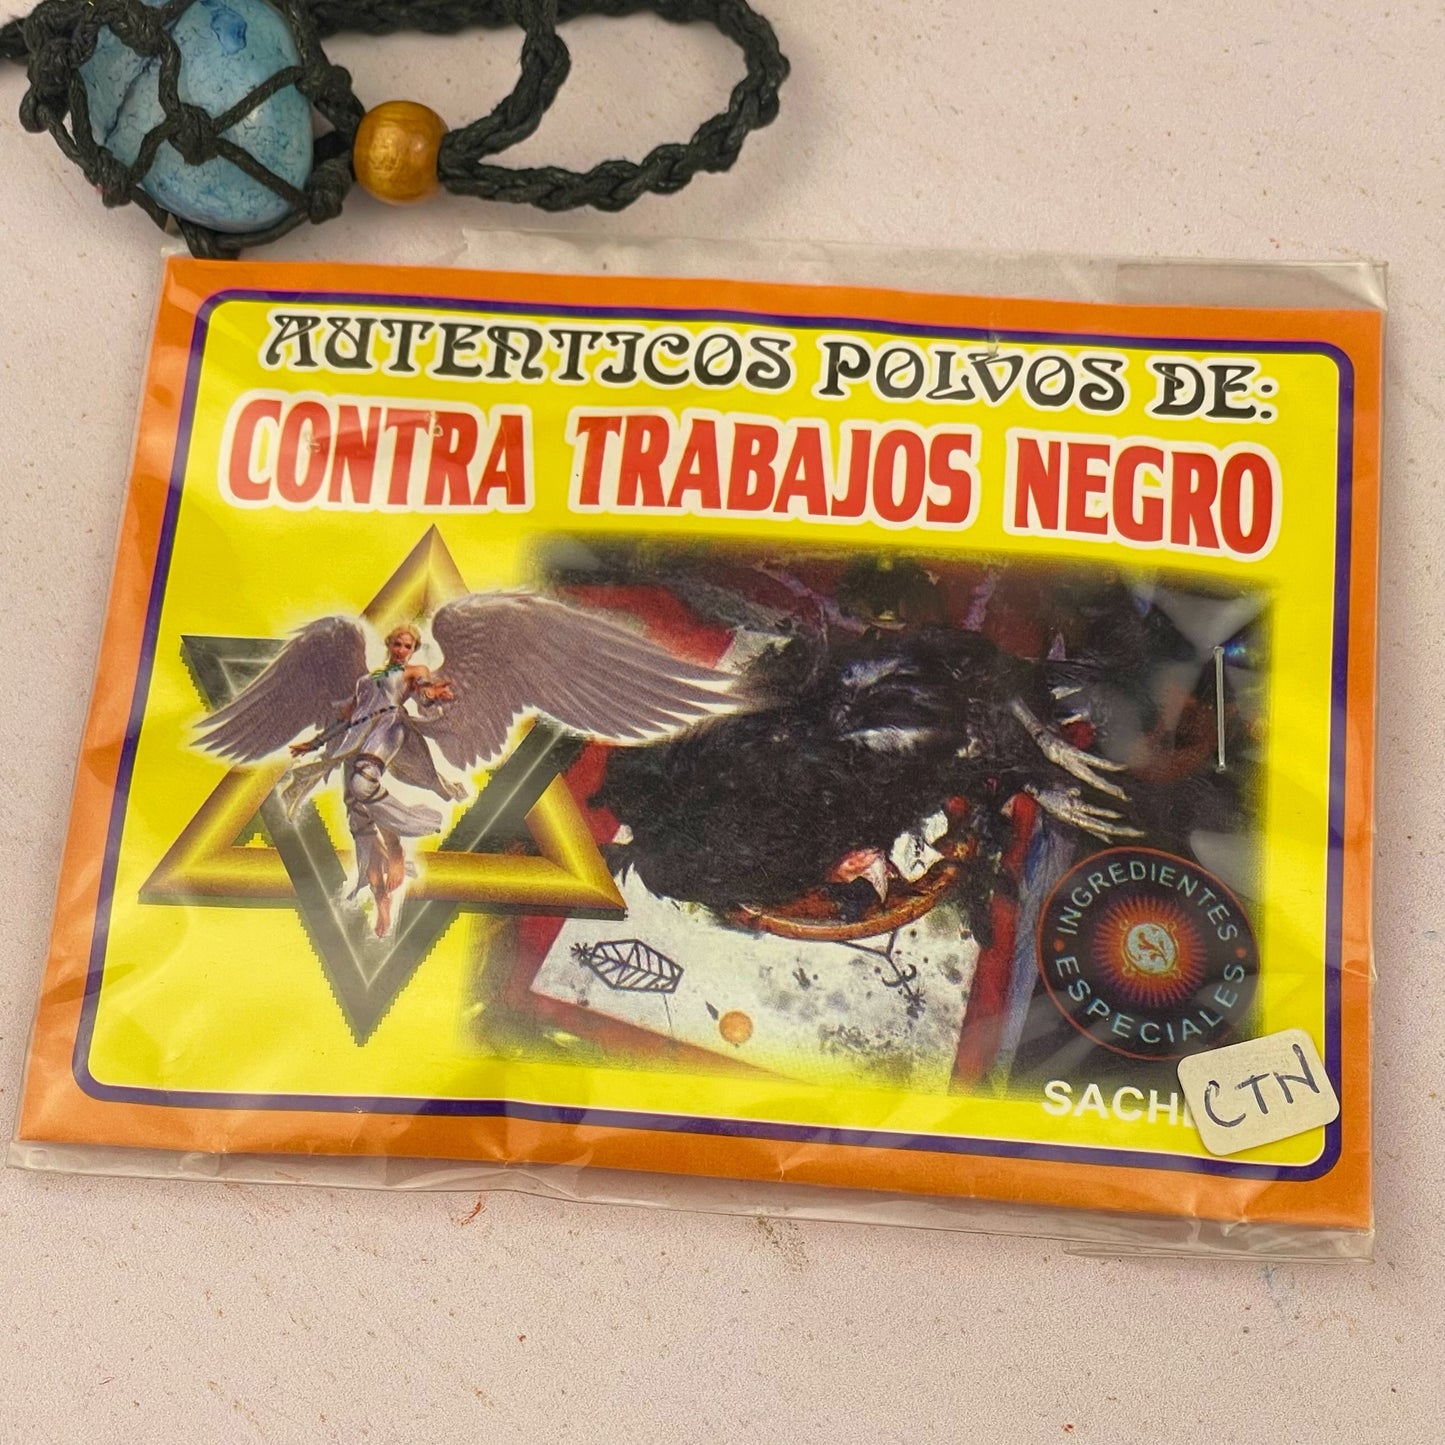 AUTENTICOS POLVOS DE:
CONTRA TRABAJOS NEGRO
INGREDIENTES
ESPECIALES
CTN